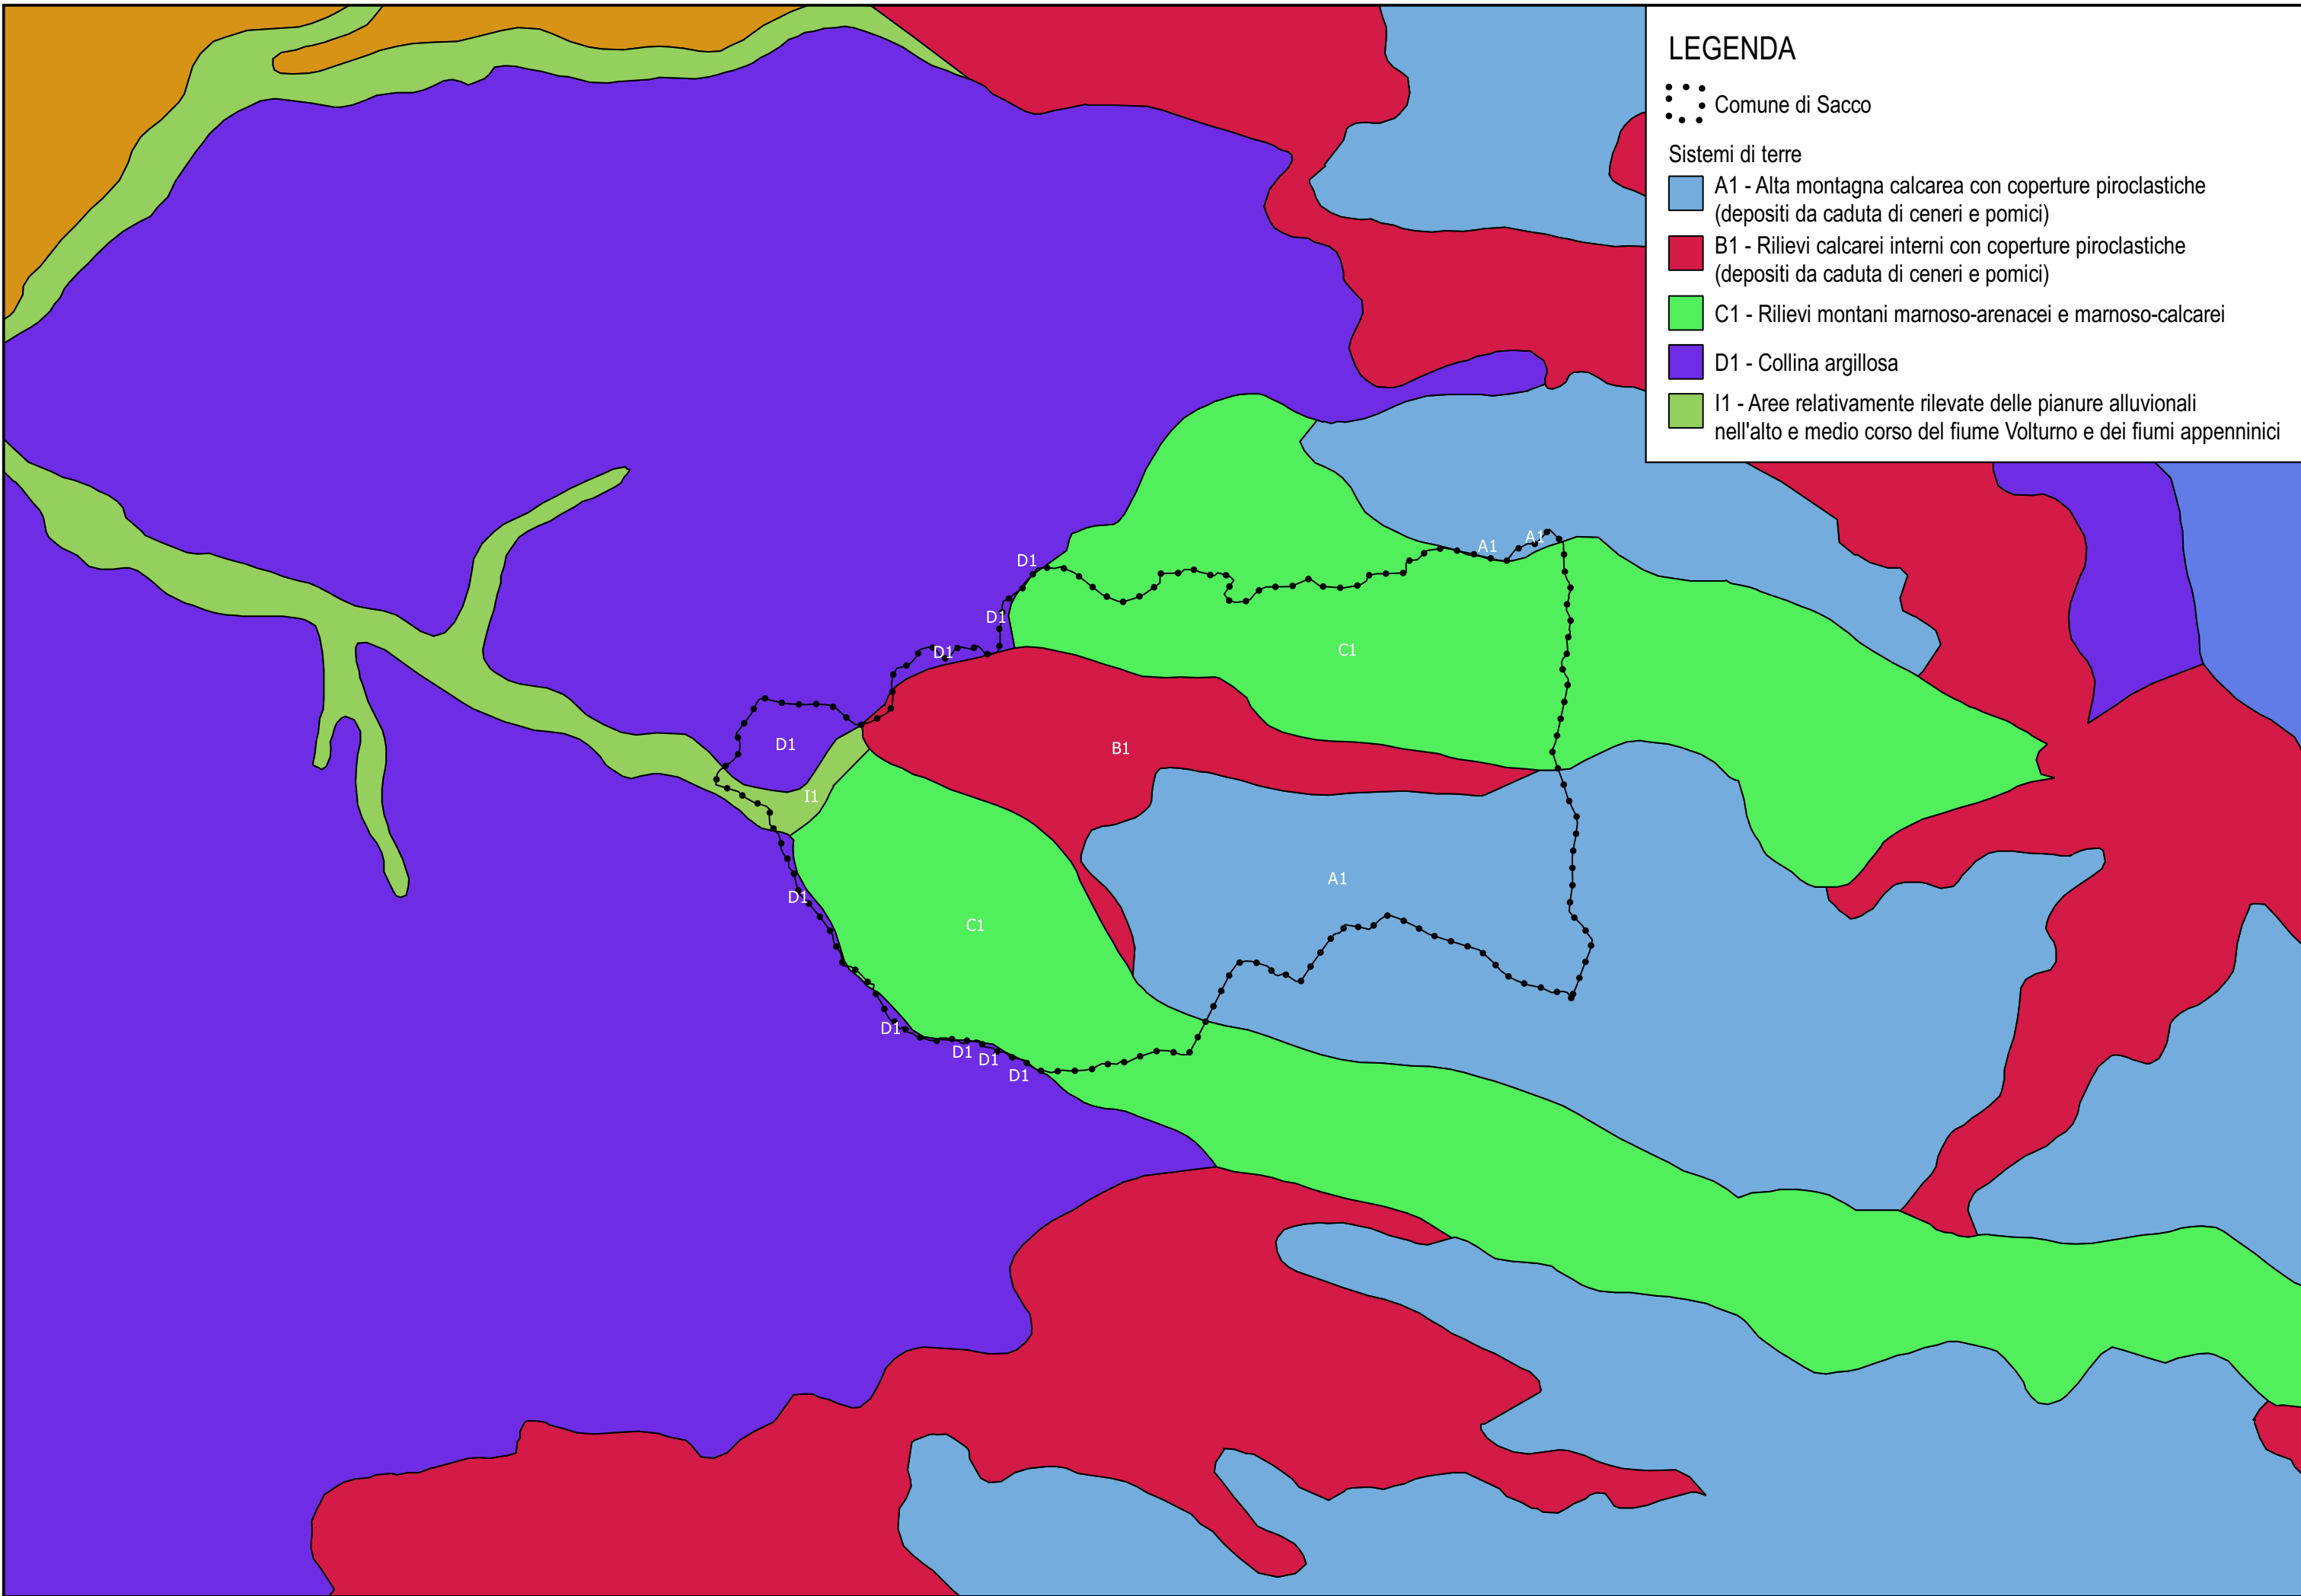 LEGENDA
Comune di Sacco
Sistemi di terre
A1 - Alta montagna calcarea con coperture piroclastiche
(depositi da caduta di ceneri e pomici)
B1 - Rilievi calcarei interni con coperture piroclastiche
(depositi da caduta di ceneri e pomici)
C1 - Rilievi montani marnoso-arenacei e marnoso-calcarei
D1 - Collina argillosa
I1 - Aree relativamente rilevate delle pianure alluvionali
nell'alto e medio corso del fiume Volturno e dei fiumi appenninici
A1
A1
D1
D1
C1
D1
D1
B1
I1
A1
D1
C1
D1
D1
D1
D1